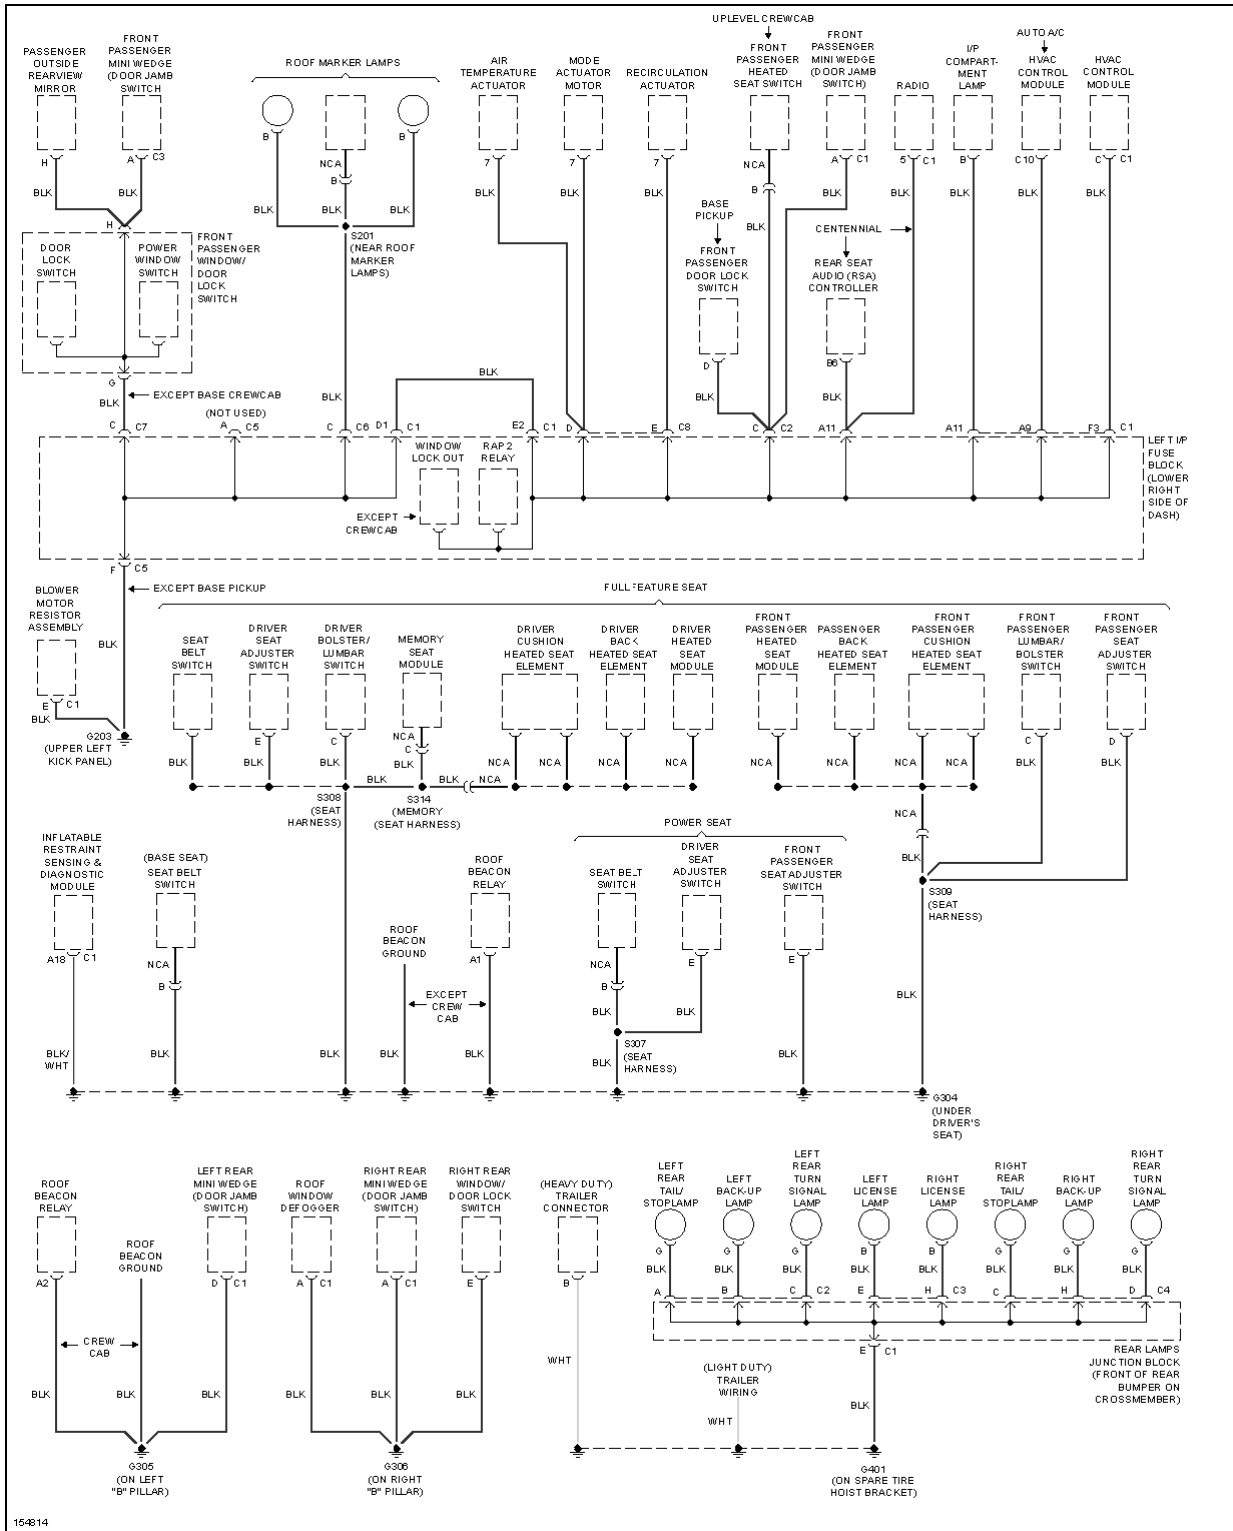 UPLEVEL CREWCAB
PASSENGER
OUTSIDE
REARVIEW
MIRROR
FRONT
PASSENGER
MINI WEDGE
(DOOR JAMB
SWITCH)
ROOF MARKER LAMPS
AIR
TEMPERATURE
ACTUATOR
MODE
ACTUATOR
MOTOR
RECIRCULATION
ACTUATOR
FRONT
PASSENGER
HEATED
SEAT SWITCH
FRONT
PASSENGER
MINI WEDGE
(DOOR JAMB
SWITCH)
RADIO
I/P
COMPART-
MENT
LAMP
AUTO A/C
HVAC
CONTROL
MODULE
HVAC
CONTROL
MODULE
H
A C3
B
NCA
B
B
7
7
7
NCA
B
A C1
5 C1
B
C10
C C1
BLK BLK BLK BLK BLK BLK BLK BLK BLK BLK BLK BLK BLK BLK
H
S201
(NEAR ROOF
MARKER
LAMPS)
FRONT
PASSENGER
WINDOW/
DOOR
LOCK
SWITCH
DOOR
LOCK
SWITCH
POWER
WINDOW
SWITCH
BASE
PICKUP
FRONT
PASSENGER
DOOR LOCK
SWITCH
CENTENNIAL
REAR SEAT
AUDIO (RSA)
CONTROLLER
D
B6
BLK BLK
G
EXCEPT BASE CREWCAB
BLK
(NOT USED)
BLK
BLK
C C7 A C5 C C6 D1 C1 E2 C1 D E C8 C C2 A11 A11 A9 F3 C1
WINDOW
LOCK OUT
RAP 2
RELAY
EXCEPT
CREWCAB
LEFT I/P
FUSE
BLOCK
(LOWER
RIGHT
SIDE OF
DASH)
F C5
EXCEPT BASE PICKUP
BLOWER
MOTOR
RESISTOR
ASSEMBLY
BLK
E C1
BLK
G203
(UPPER LEFT
KICK PANEL)
FULL FEATURE SEAT
SEAT
BELT
SWITCH
DRIVER
SEAT
ADJUSTER
SWITCH
DRIVER
BOLSTER/
LUMBAR
SWITCH
MEMORY
SEAT
MODULE
DRIVER
CUSHION
HEATED SEAT
ELEMENT
DRIVER
BACK
HEATED SEAT
ELEMENT
DRIVER
HEATED
SEAT
MODULE
FRONT
PASSENGER
HEATED
SEAT
MODULE
PASSENGER
BACK
HEATED SEAT
ELEMENT
FRONT
PASSENGER
CUSHION
HEATED SEAT
ELEMENT
FRONT
PASSENGER
LUMBAR/
BOLSTER
SWITCH
FRONT
PASSENGER
SEAT
ADJUSTER
SWITCH
E C NCA
C
C D
BLK BLK BLK BLK NCA NCA NCA NCA NCA NCA NCA NCA
BLK BLK NCA
S308
(SEAT
HARNESS)
S314
(MEMORY)
(SEAT HARNESS)
NCA
BLK
S309
(SEAT
HARNESS)
POWER SEAT
INFLATABLE
RESTRAINT
SENSING &
DIAGNOSTIC
MODULE
(BASE SEAT)
SEAT BELT
SWITCH
ROOF
BEACON
GROUND
ROOF
BEACON
RELAY
SEAT BELT
SWITCH
DRIVER
SEAT
ADJUSTER
SWITCH
FRONT
PASSENGER
SEAT ADJUSTER
SWITCH
A18 C1
NCA
B
A1
NCA
B
E
E
EXCEPT
CREW
CAB
BLK BLK BLK
S307
(SEAT
HARNESS)
BLK/
WHT
BLK BLK BLK BLK BLK BLK
G304
(UNDER
DRIVER'S
SEAT)
ROOF
BEACON
RELAY
ROOF
BEACON
GROUND
LEFT REAR
MINI WEDGE
(DOOR JAMB
SWITCH)
ROOF
WINDOW
DEFOGGER
RIGHT REAR
MINI WEDGE
(DOOR JAMB
SWITCH)
RIGHT REAR
WINDOW/
DOOR LOCK
SWITCH
(HEAVY DUTY)
TRAILER
CONNECTOR
LEFT
REAR
TAIL/
STOPLAMP
LEFT
BACK-UP
LAMP
LEFT
REAR
TURN
SIGNAL
LAMP
LEFT
LICENSE
LAMP
RIGHT
LICENSE
LAMP
RIGHT
REAR
TAIL/
STOPLAMP
RIGHT
BACK-UP
LAMP
RIGHT
REAR
TURN
SIGNAL
LAMP
A2 D C1 A C1 A C1 E B
G G G B B G G G
BLK BLK BLK BLK BLK BLK BLK BLK
A B C C2 E H C3 C H D C4
CREW
CAB
E C1
REAR LAMPS
JUNCTION BLOCK
(FRONT OF REAR
BUMPER ON
CROSSMEMBER)
WHT
(LIGHT DUTY)
TRAILER
WIRING
BLK BLK BLK BLK BLK BLK
WHT
BLK
G305
(ON LEFT
"B" PILLAR)
G306
(ON RIGHT
"B" PILLAR)
G401
(ON SPARE TIRE
HOIST BRACKET)
154814